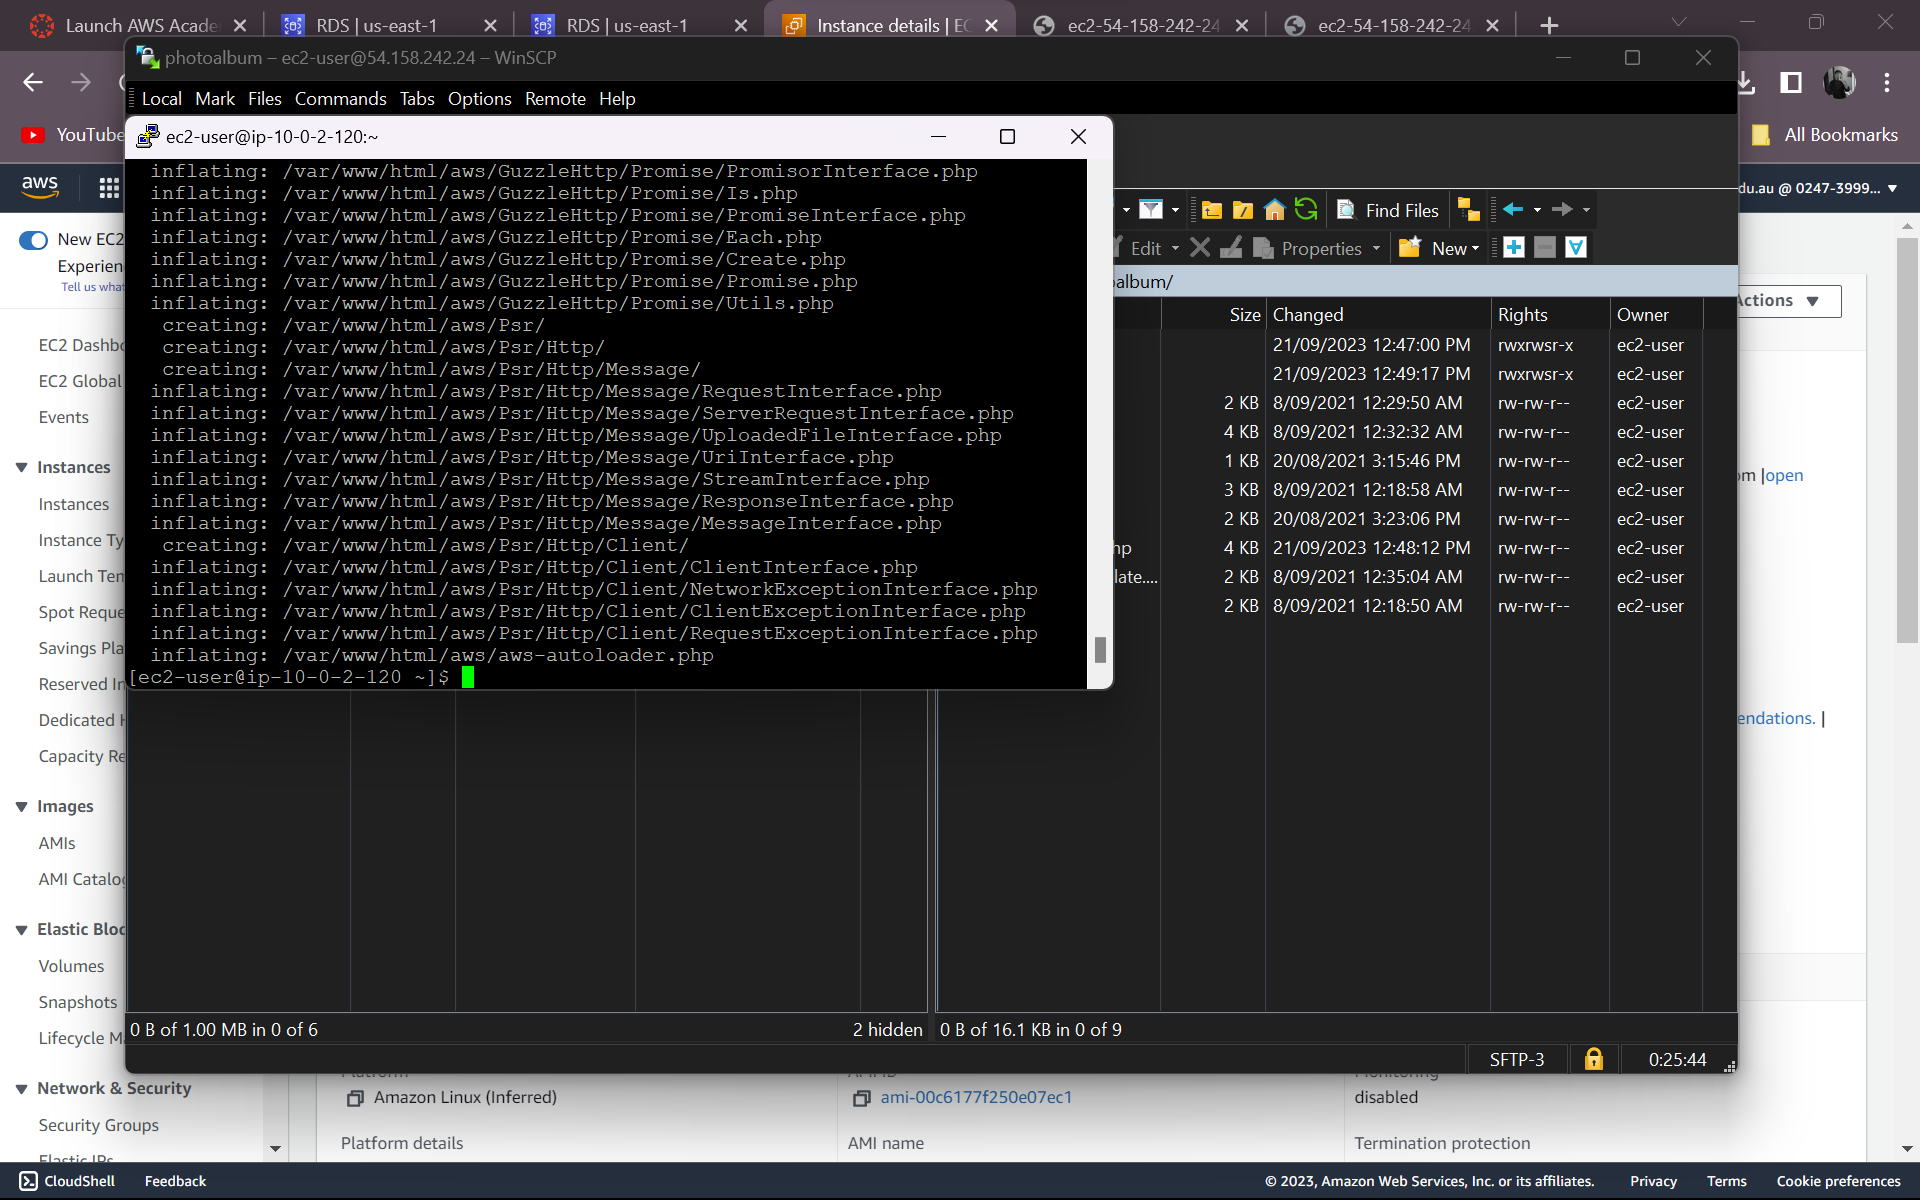 Launch AWS Acade
RDS | us-east-1
RDS | us-east-1
Instance details | EC
ec2-54-158-242-24
ec2-54-158-242-24
photoalbum – ec2-user@54.158.242.24 – WinSCP
Local Mark Files Commands Tabs Options Remote Help
YouTube
All Bookmarks
ec2-user@ip-10-0-2-120:~
aws
du.au @ 0247-3999...
inflating: /var/www/html/aws/GuzzleHttp/Promise/PromisorInterface.php
inflating: /var/www/html/aws/GuzzleHttp/Promise/Is.php
inflating: /var/www/html/aws/GuzzleHttp/Promise/PromiseInterface.php
inflating: /var/www/html/aws/GuzzleHttp/Promise/Each.php
inflating: /var/www/html/aws/GuzzleHttp/Promise/Create.php
inflating: /var/www/html/aws/GuzzleHttp/Promise/Promise.php
inflating: /var/www/html/aws/GuzzleHttp/Promise/Utils.php
creating: /var/www/html/aws/Psr/
creating: /var/www/html/aws/Psr/Http/
creating: /var/www/html/aws/Psr/Http/Message/
inflating: /var/www/html/aws/Psr/Http/Message/RequestInterface.php
inflating: /var/www/html/aws/Psr/Http/Message/ServerRequestInterface.php
inflating: /var/www/html/aws/Psr/Http/Message/UploadedFileInterface.php
inflating: /var/www/html/aws/Psr/Http/Message/UriInterface.php
inflating: /var/www/html/aws/Psr/Http/Message/StreamInterface.php
inflating: /var/www/html/aws/Psr/Http/Message/ResponseInterface.php
inflating: /var/www/html/aws/Psr/Http/Message/MessageInterface.php
creating: /var/www/html/aws/Psr/Http/Client/
inflating: /var/www/html/aws/Psr/Http/Client/ClientInterface.php
inflating: /var/www/html/aws/Psr/Http/Client/NetworkExceptionInterface.php
inflating: /var/www/html/aws/Psr/Http/Client/ClientExceptionInterface.php
inflating: /var/www/html/aws/Psr/Http/Client/RequestExceptionInterface.php
inflating: /var/www/html/aws/aws-autoloader.php
[ec2-user@ip-10-0-2-120 ~]$
Find Files
Edit Properties New
album/
Size Changed Rights Owner
21/09/2023 12:47:00 PM rwxrwsr-x ec2-user
21/09/2023 12:49:17 PM rwxrwsr-x ec2-user
2 KB 8/09/2021 12:29:50 AM rw-rw-r-- ec2-user
4 KB 8/09/2021 12:32:32 AM rw-rw-r-- ec2-user
1 KB 20/08/2021 3:15:46 PM rw-rw-r-- ec2-user
3 KB 8/09/2021 12:18:58 AM rw-rw-r-- ec2-user
2 KB 20/08/2021 3:23:06 PM rw-rw-r-- ec2-user
hp 4 KB 21/09/2023 12:48:12 PM rw-rw-r-- ec2-user
late.... 2 KB 8/09/2021 12:35:04 AM rw-rw-r-- ec2-user
2 KB 8/09/2021 12:18:50 AM rw-rw-r-- ec2-user
0 B of 1.00 MB in 0 of 6
2 hidden
0 B of 16.1 KB in 0 of 9
SFTP-3
0:25:44
New EC2
Experien
Tell us what
EC2 Dashbo
EC2 Global
Events
Instances
Instances
Instance Ty
Launch Tem
Spot Reque
Savings Pla
Reserved In
Dedicated H
Capacity Re
Images
AMIs
AMI Catalog
Elastic Bloc
Volumes
Snapshots
Lifecycle Ma
Network & Security
Security Groups
Elastic IPs
Actions
om |open
endations. |
Platform
AMI ID
Monitoring
Amazon Linux (Inferred)
ami-00c6177f250e07ec1
disabled
Platform details
AMI name
Termination protection
CloudShell
Feedback
© 2023, Amazon Web Services, Inc. or its affiliates.
Privacy
Terms
Cookie preferences